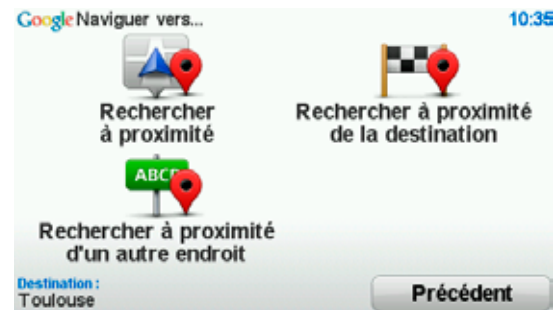 Google Naviguer vers... 10:35
Rechercher
à proximité
Rechercher à proximité
de la destination
ABCD
Rechercher à proximité
d'un autre endroit
Destination :
Toulouse
Précédent